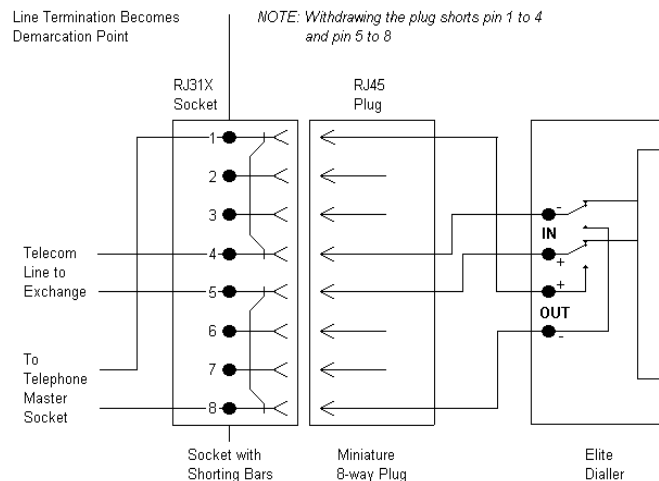 Line Termination Becomes
Demarcation Point
NOTE: Withdrawing the plug shorts pin 1 to 4
and pin 5 to 8
RJ31X
Socket
RJ45
Plug
1
2
3
4
5
6
7
8
-
IN
+
+
OUT
-
Telecom
Line to
Exchange
To
Telephone
Master
Socket
Socket with
Shorting Bars
Miniature
8-way Plug
Elite
Dialler